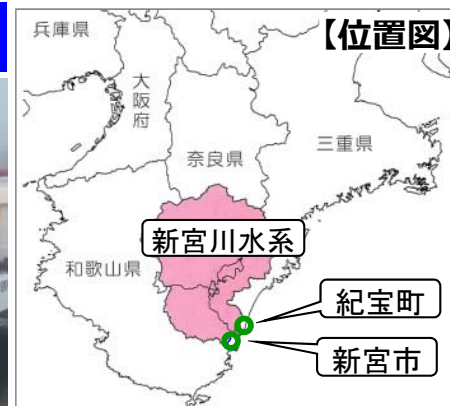 【位置図】
兵庫県
大阪府
奈良県
三重県
新宮川水系
和歌山県
紀宝町
新宮市